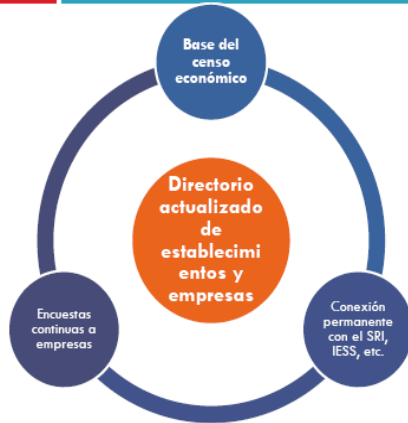 Base del
censo
económico
Directorio
actualizado
de
establecimi
entos y
empresas
Encuestas
continuas a
empresas
Conexión
permanente
con el SRI,
IESS, etc.